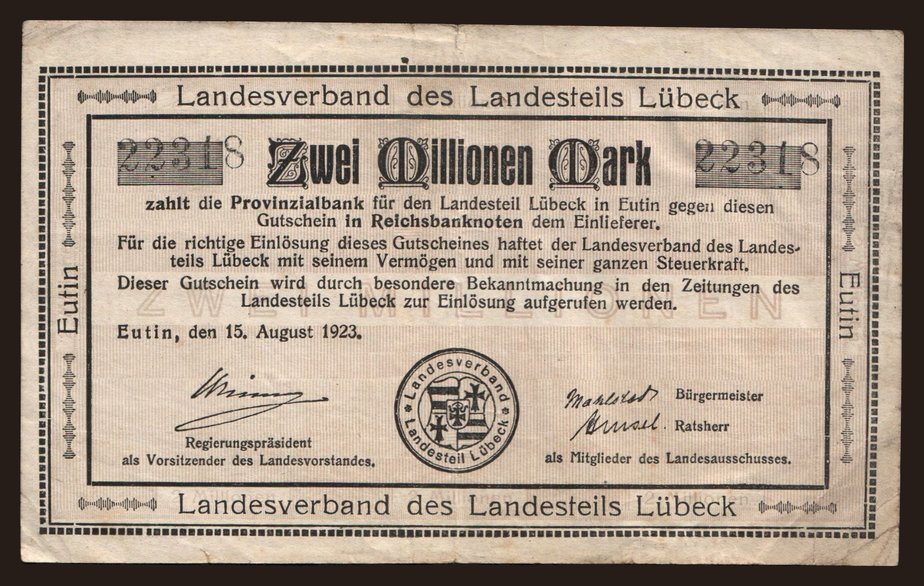 Landesverband des Landesteils Lübeck
22318 Zwei Millionen Mark 22318
zahlt die Provinzialbank für den Landesteil Lübeck in Eutin gegen diesen
Gutschein in Reichsbanknoten dem Einlieferer.
Für die richtige Einlösung dieses Gutscheines haftet der Landesverband des Landes-
teils Lübeck mit seinem Vermögen und mit seiner ganzen Steuerkraft.
Dieser Gutschein wird durch besondere Bekanntmachung in den Zeitungen des
ZWEI MILLIONEN
Landesteils Lübeck zur Einlösung aufgerufen werden.
Eutin
Eutin
Eutin, den 15. August 1923.
Landesverband
Landesteil Lübeck
Mahlstedt Bürgermeister
Hensel. Ratsherr
Regierungspräsident
als Vorsitzender des Landesvorstandes.
als Mitglieder des Landesausschusses.
Landesverband des Landesteils Lübeck